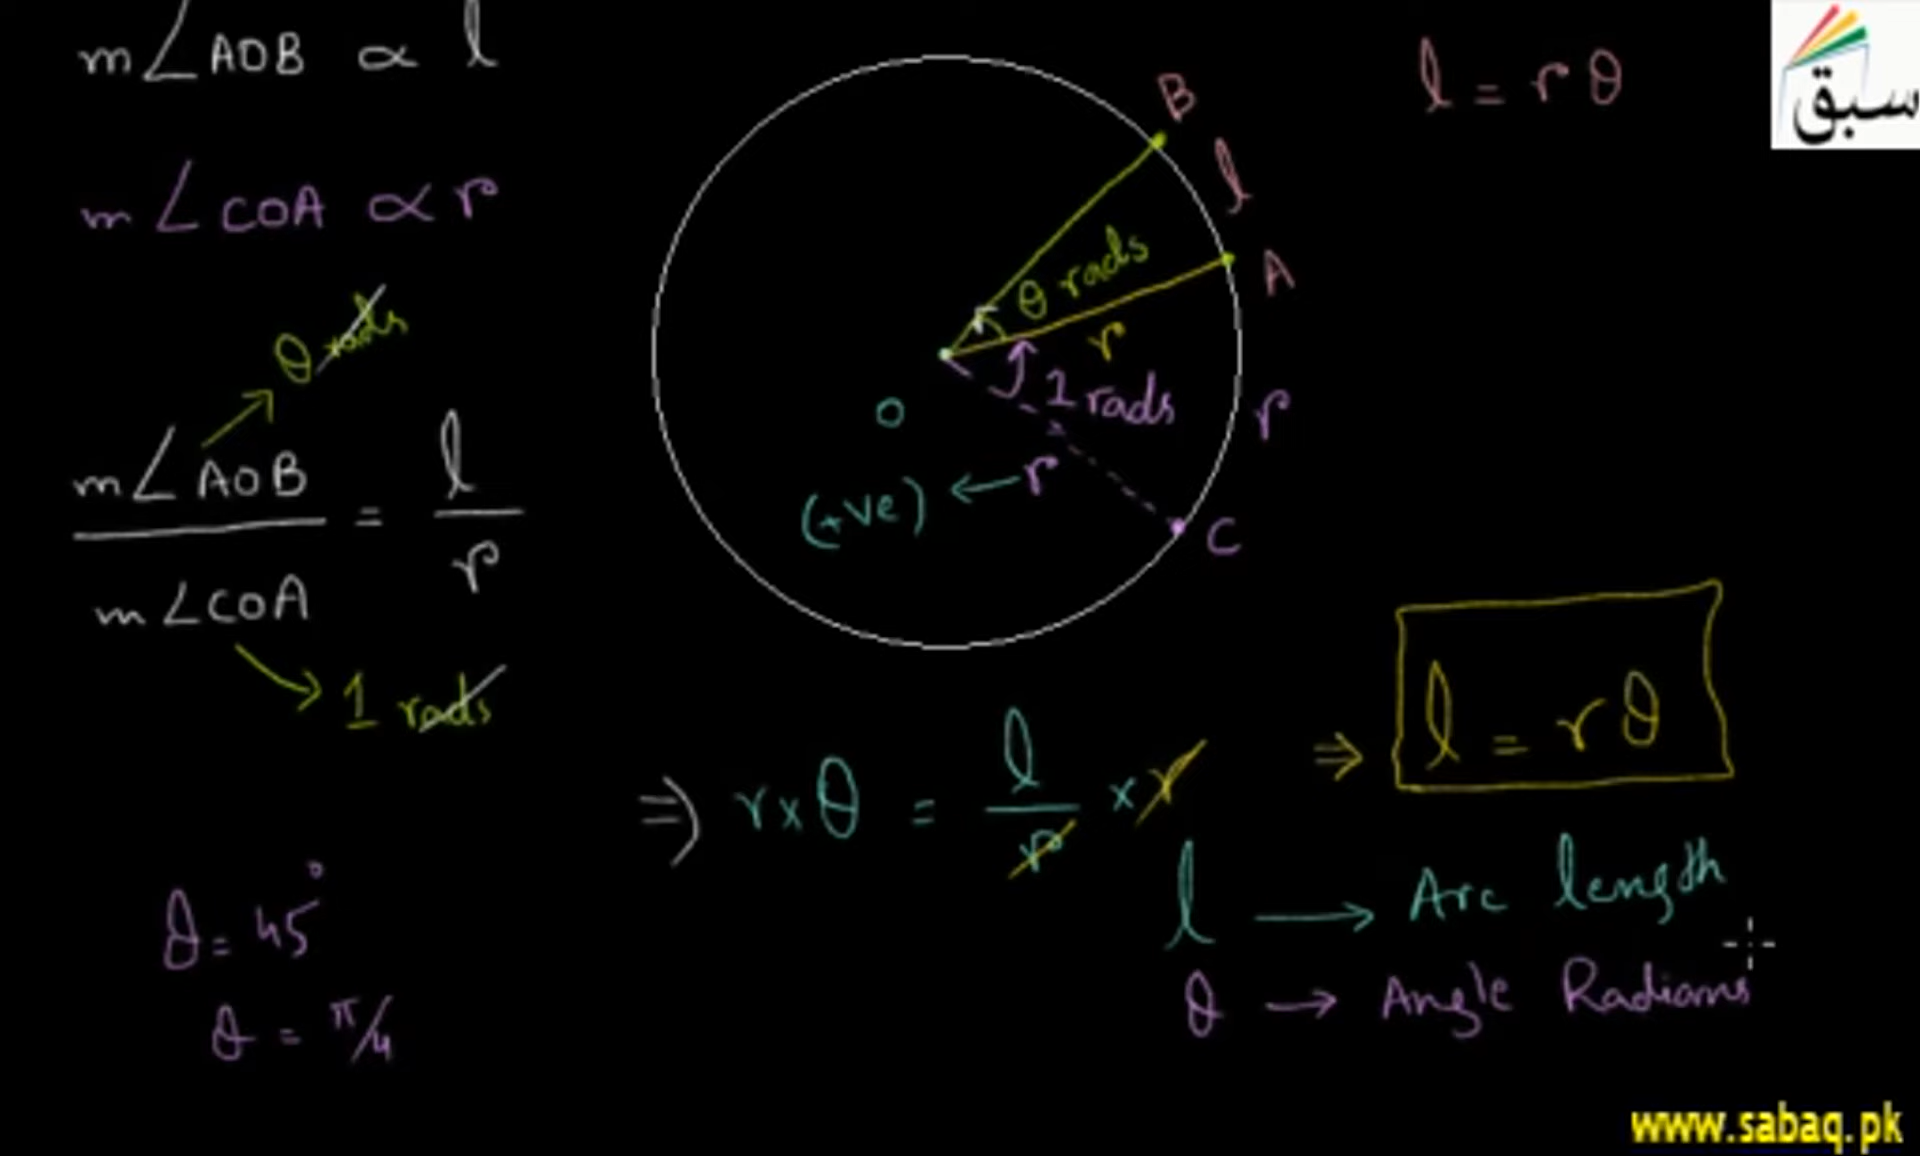 m∠AOB ∝ l
m∠COA ∝ r
θ rads
m∠AOB / m∠COA = l / r
1 rads
θ = 45°
θ = π/4
B
l
A
θ rads
r
1 rads
r
O
r
(+ve) ←
C
l = rθ
سبق
⇒ r×θ = l / r × r
⇒ l = rθ
l → Arc length
θ → Angle Radians
www.sabaq.pk